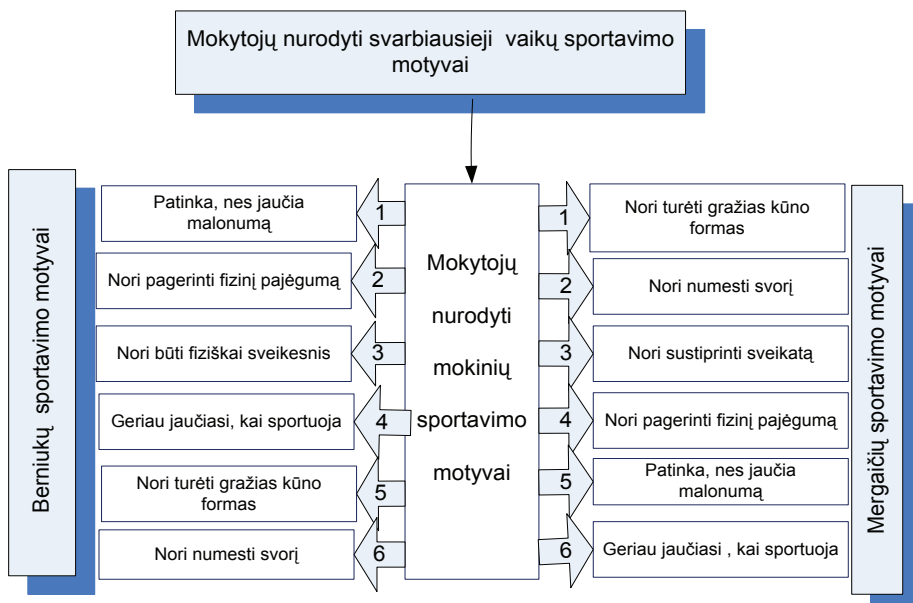 Mokytojų nurodyti svarbiausieji vaikų sportavimo
motyvai
Berniukų sportavimo motyvai
Patinka, nes jaučia
malonumą
1
Nori pagerinti fizinį pajėgumą
2
Nori būti fiziškai sveikesnis
3
Geriau jaučiasi, kai sportuoja
4
Nori turėti gražias kūno
formas
5
Nori numesti svorį
6
Mokytojų
nurodyti
mokinių
sportavimo
motyvai
1
Nori turėti gražias kūno
formas
2
Nori numesti svorį
3
Nori sustiprinti sveikatą
4
Nori pagerinti fizinį pajėgumą
5
Patinka, nes jaučia
malonumą
6
Geriau jaučiasi , kai sportuoja
Mergaičių sportavimo motyvai